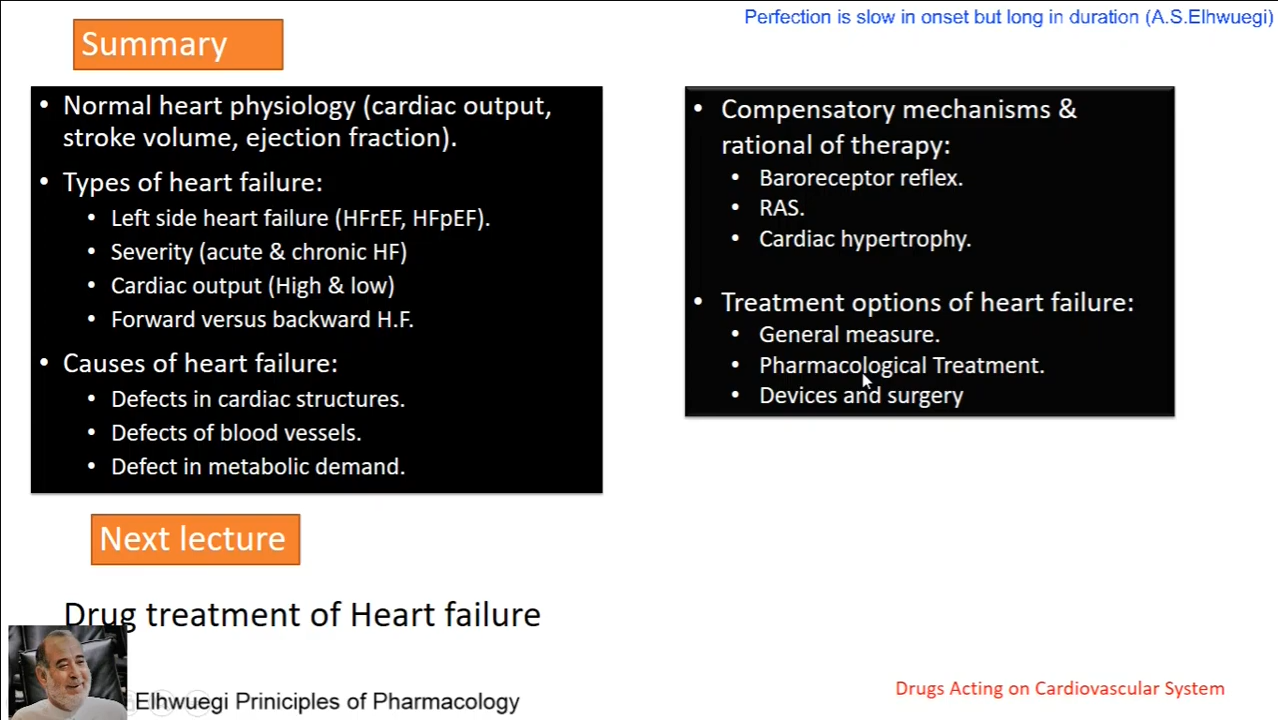 Perfection is slow in onset but long in duration (A.S.Elhwuegi)
Summary
• Normal heart physiology (cardiac output,
stroke volume, ejection fraction).
• Types of heart failure:
• Left side heart failure (HFrEF, HFpEF).
• Severity (acute & chronic HF)
• Cardiac output (High & low)
• Forward versus backward H.F.
• Causes of heart failure:
• Defects in cardiac structures.
• Defects of blood vessels.
• Defect in metabolic demand.
• Compensatory mechanisms &
rational of therapy:
• Baroreceptor reflex.
• RAS.
• Cardiac hypertrophy.
• Treatment options of heart failure:
• General measure.
• Pharmacological Treatment.
• Devices and surgery
Next lecture
Drug treatment of Heart failure
Elhwuegi Priniciples of Pharmacology
Drugs Acting on Cardiovascular System